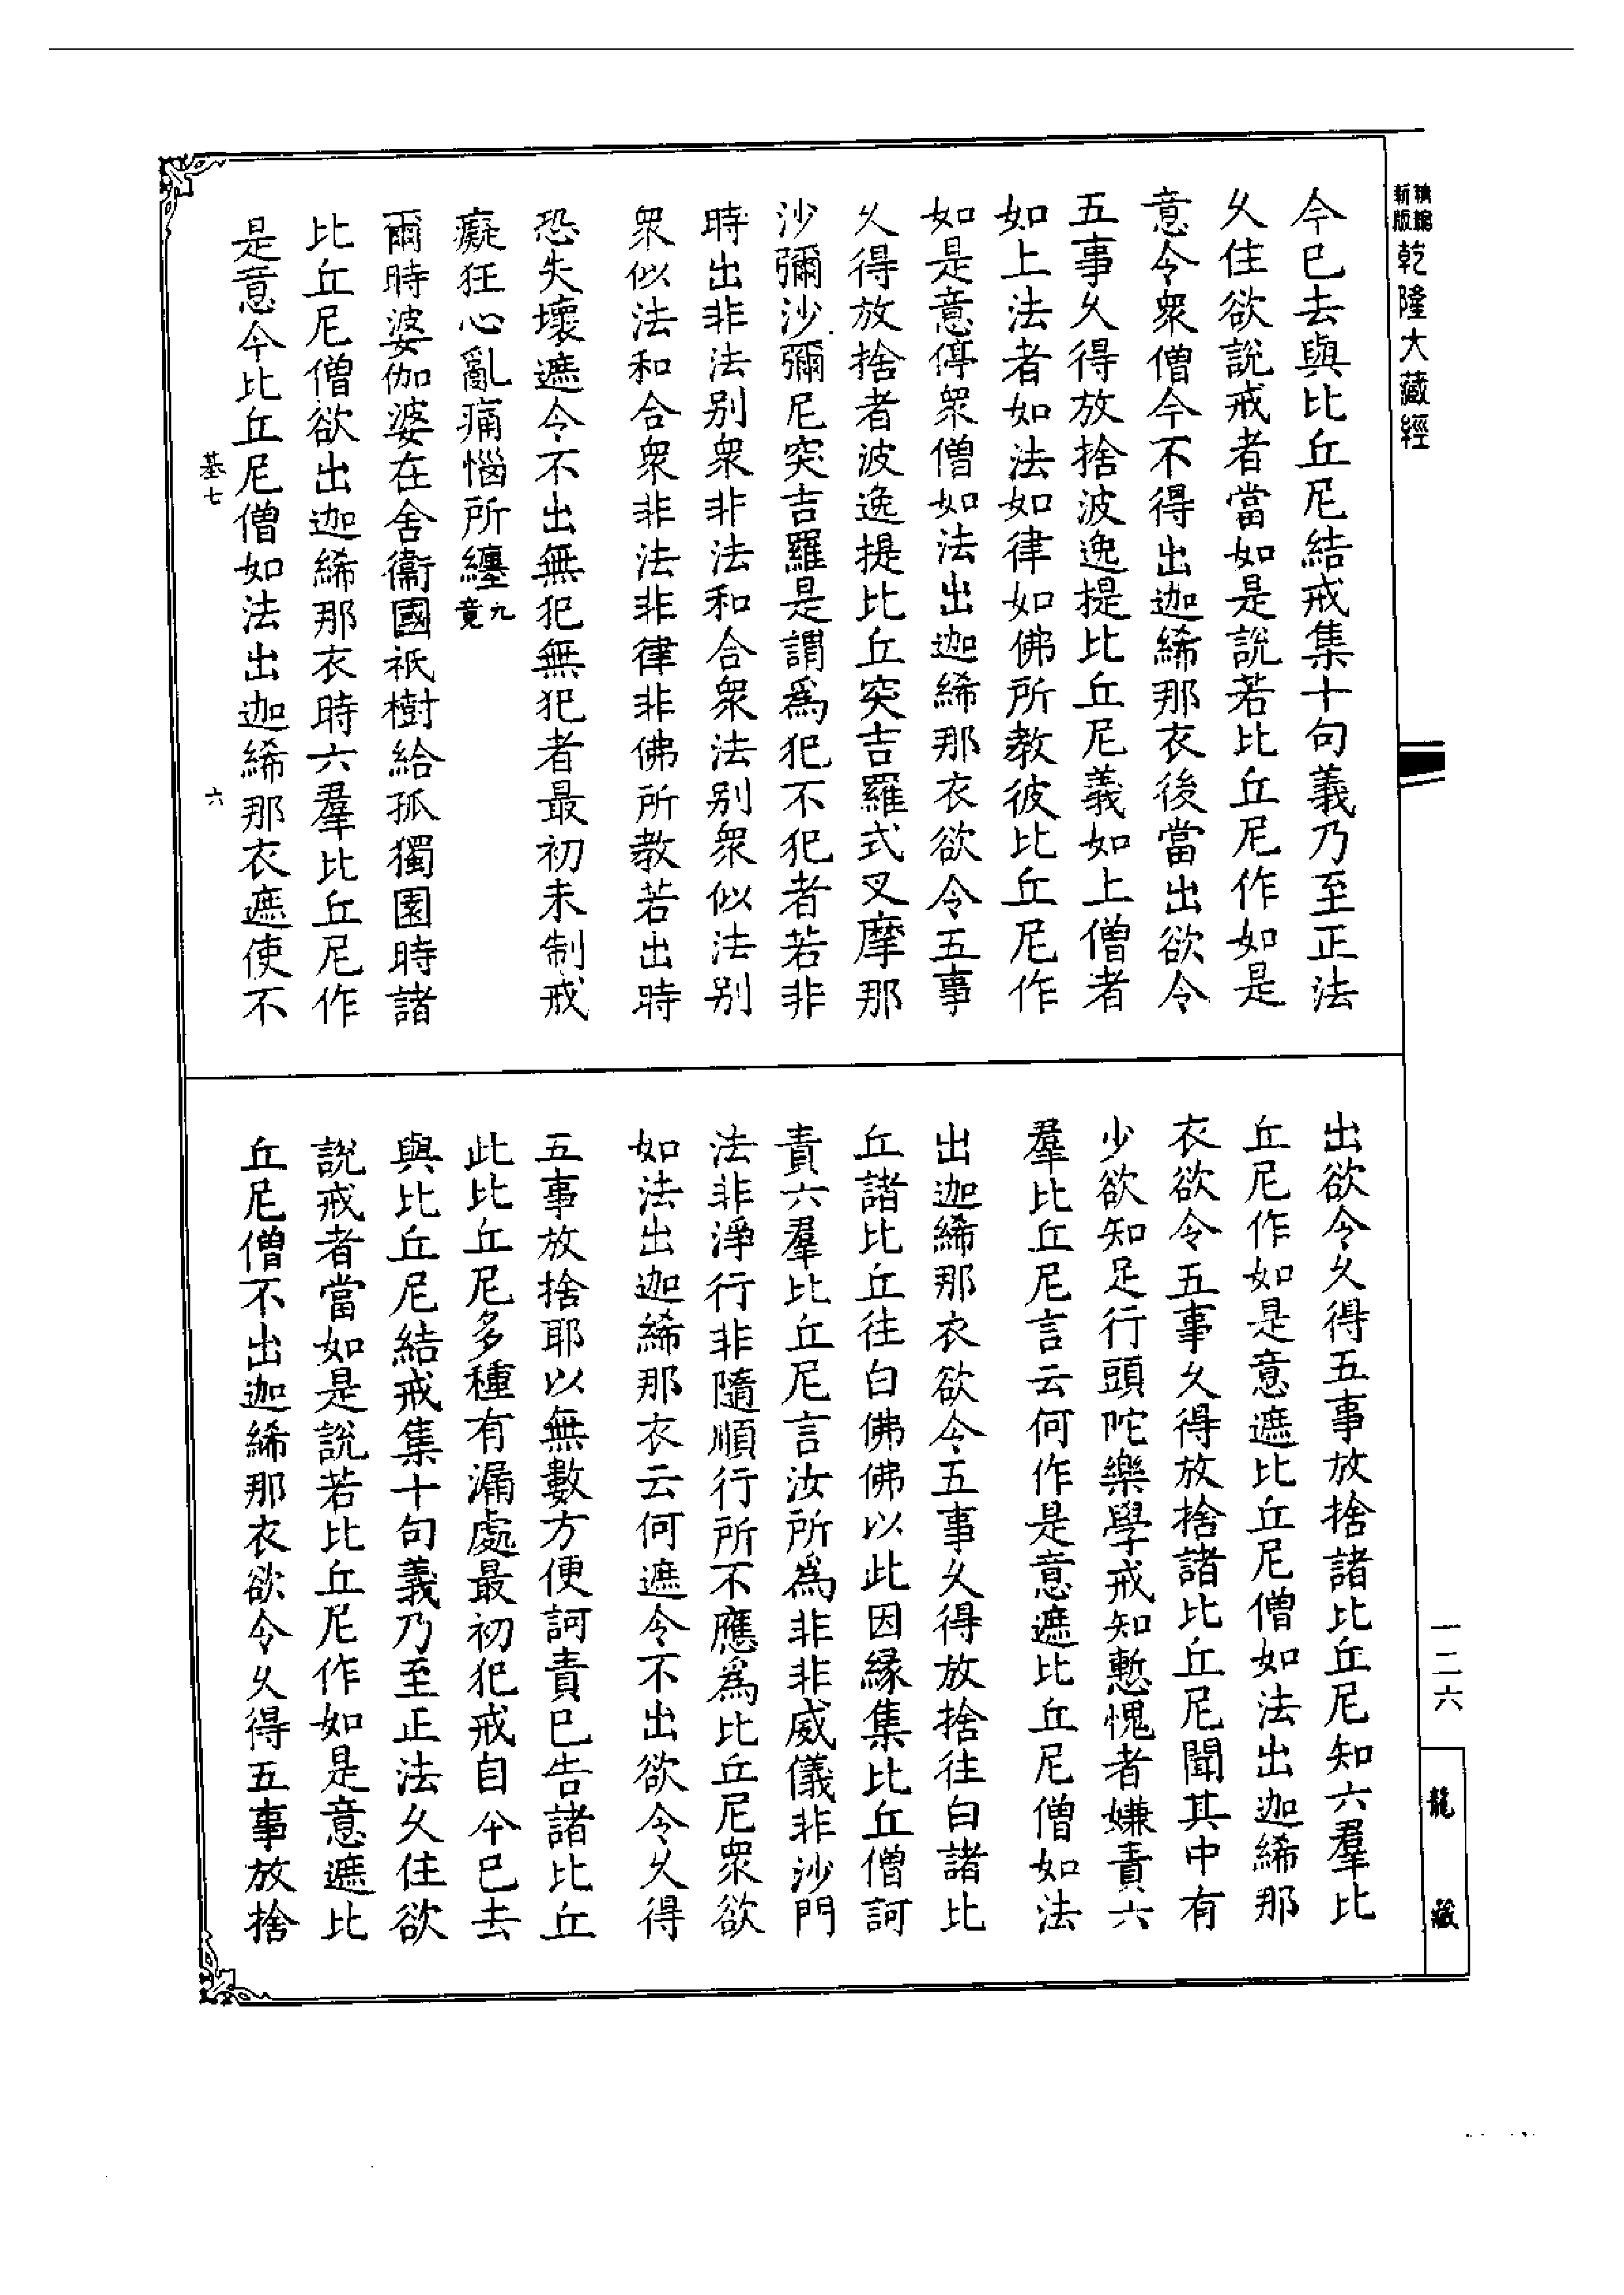 新版精編乾隆大藏經
今已去與比丘尼結戒集十句義乃至正法
久住欲說戒者當如是說若比丘尼作如是
意令衆僧今不得出迦絺那衣後當出欲令
五事久得放捨波逸提比丘尼義如上僧者
如上法者如法如律如佛所教彼比丘尼作
如是意停衆僧如法出迦絺那衣欲令五事
久得放捨者波逸提比丘突吉羅式叉摩那
沙彌沙彌尼突吉羅是謂爲犯不犯者若非
時出非法别衆非法和合衆法别衆似法别
衆似法和合衆非法非律非佛所教若出時
恐失壞遮令不出無犯無犯者最初未制戒
癡狂心亂痛惱所纏九竟
爾時婆伽婆在舍衞國祇樹給孤獨園時諸
比丘尼僧欲出迦絺那衣時六羣比丘尼作
是意今比丘尼僧如法出迦絺那衣遮使不
基七 六
出欲令久得五事放捨諸比丘尼知六羣比
丘尼作如是意遮比丘尼僧如法出迦絺那
衣欲令五事久得放捨諸比丘尼聞其中有
少欲知足行頭陀樂學戒知慙愧者嫌責六
羣比丘尼言云何作是意遮比丘尼僧如法
出迦絺那衣欲令五事久得放捨往白諸比
丘諸比丘往白佛佛以此因緣集比丘僧訶
責六羣比丘尼言汝所爲非非威儀非沙門
法非淨行非隨順行所不應爲比丘尼衆欲
如法出迦絺那衣云何遮令不出欲令久得
五事放捨耶以無數方便訶責已告諸比丘
此比丘尼多種有漏處最初犯戒自今已去
與比丘尼結戒集十句義乃至正法久住欲
說戒者當如是說若比丘尼作如是意遮比
丘尼僧不出迦絺那衣欲令久得五事放捨
一二六
龍藏